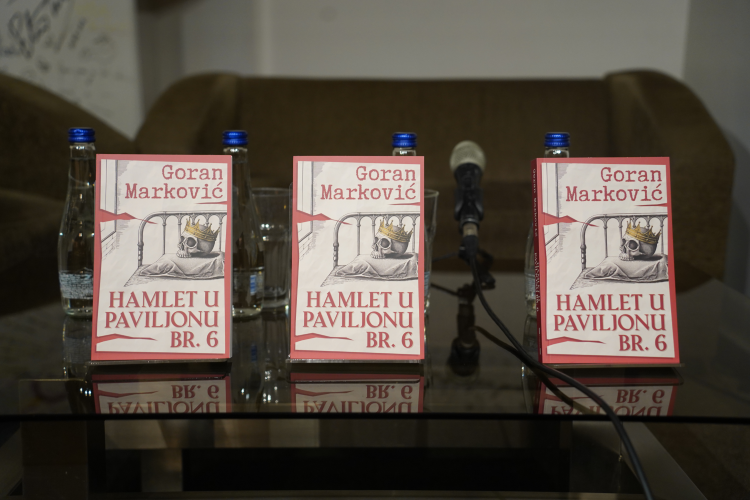 Goran
Marković
HAMLET U
PAVILJONU
BR. 6
Goran
Marković
HAMLET U
PAVILJONU
BR. 6
Goran
Marković
HAMLET U
PAVILJONU
BR. 6